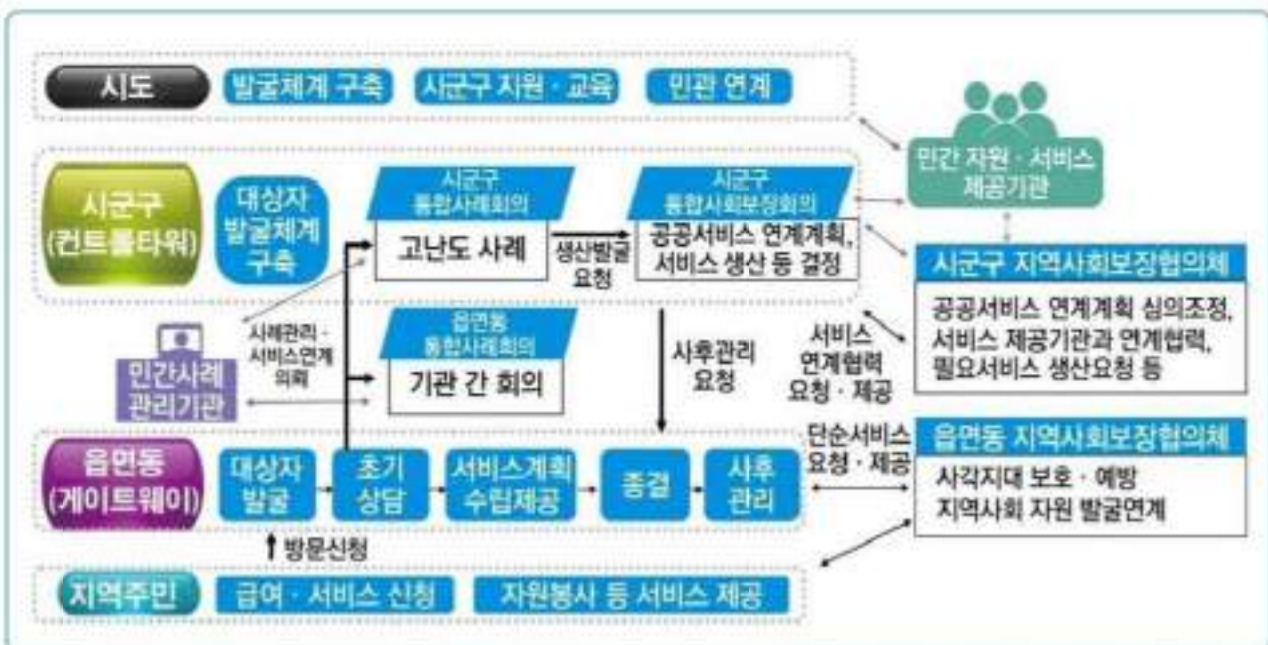 시도
발굴체계 구축
시군구 지원 · 교육
민관 연계
민간 자원 · 서비스
제공기관
시군구
(컨트롤타워)
대상자
발굴체계
구축
시군구
통합사례회의
고난도 사례
생산발굴
요청
시군구
통합사회보장회의
공공서비스 연계계획,
서비스 생산 등 결정
시군구 지역사회보장협의체
공공서비스 연계계획 심의조정,
서비스 제공기관과 연계협력,
필요서비스 생산요청 등
민간사례
관리기관
사례관리 ·
서비스연계
의뢰
읍면동
통합사례회의
기관 간 회의
사후관리
요청
서비스
연계협력
요청 · 제공
읍면동
(게이트웨이)
대상자
발굴
초기
상담
서비스계획
수립제공
종결
사후
관리
단순서비스
요청 · 제공
읍면동 지역사회보장협의체
사각지대 보호 · 예방
지역사회 자원 발굴연계
방문신청
지역주민
급여 · 서비스 신청
자원봉사 등 서비스 제공